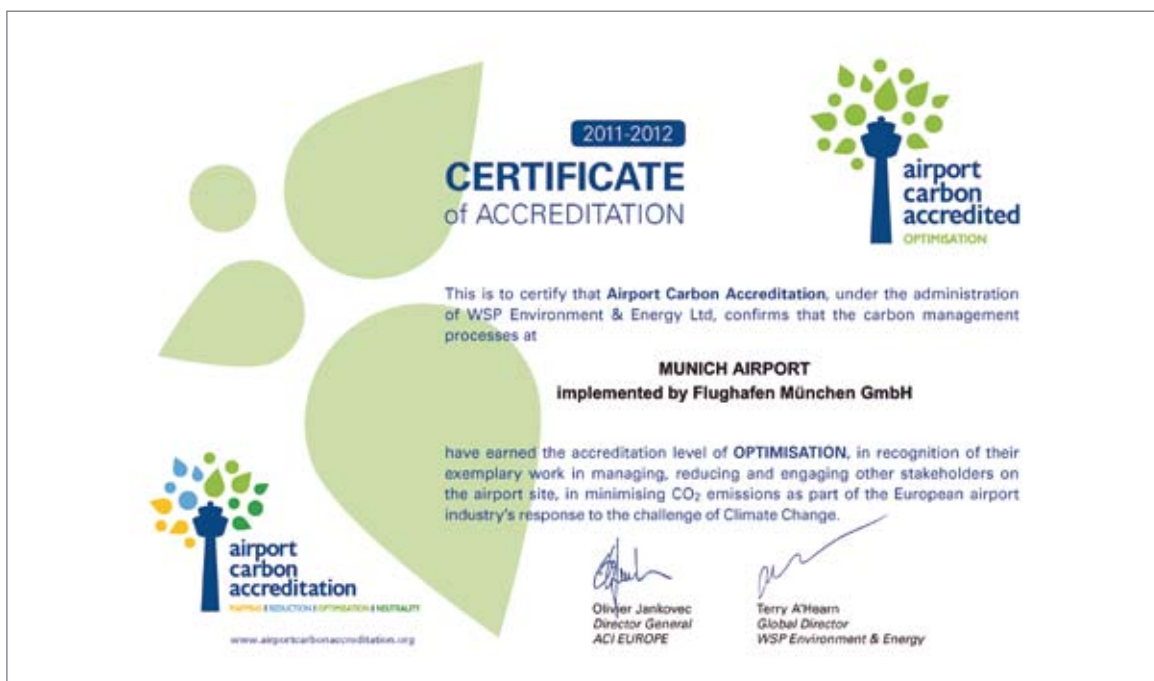 2011-2012
CERTIFICATE
of ACCREDITATION
airport
carbon
accredited
OPTIMISATION
This is to certify that Airport Carbon Accreditation, under the administration
of WSP Environment & Energy Ltd, confirms that the carbon management
processes at
MUNICH AIRPORT
implemented by Flughafen München GmbH
have earned the accreditation level of OPTIMISATION, in recognition of their
exemplary work in managing, reducing and engaging other stakeholders on
the airport site, in minimising CO₂ emissions as part of the European airport
industry's response to the challenge of Climate Change.
airport
carbon
accreditation
MAPPING | REDUCTION | OPTIMISATION | NEUTRALITY
www.airportcarbonaccreditation.org
Olivier Jankovec
Director General
ACI EUROPE
Terry A'Hearn
Global Director
WSP Environment & Energy